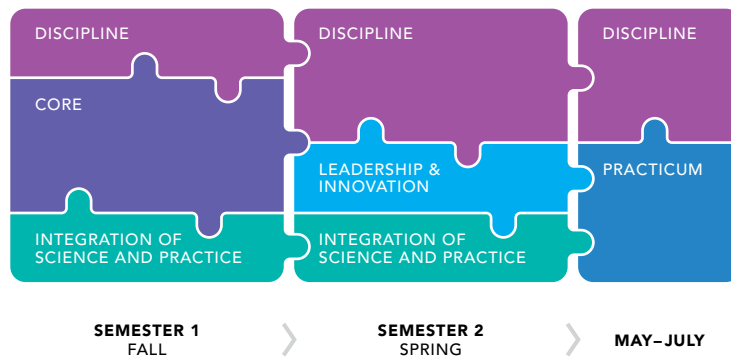 DISCIPLINE
CORE
INTEGRATION OF
SCIENCE AND PRACTICE
DISCIPLINE
LEADERSHIP &
INNOVATION
INTEGRATION OF
SCIENCE AND PRACTICE
DISCIPLINE
PRACTICUM
SEMESTER 1
FALL
SEMESTER 2
SPRING
MAY–JULY